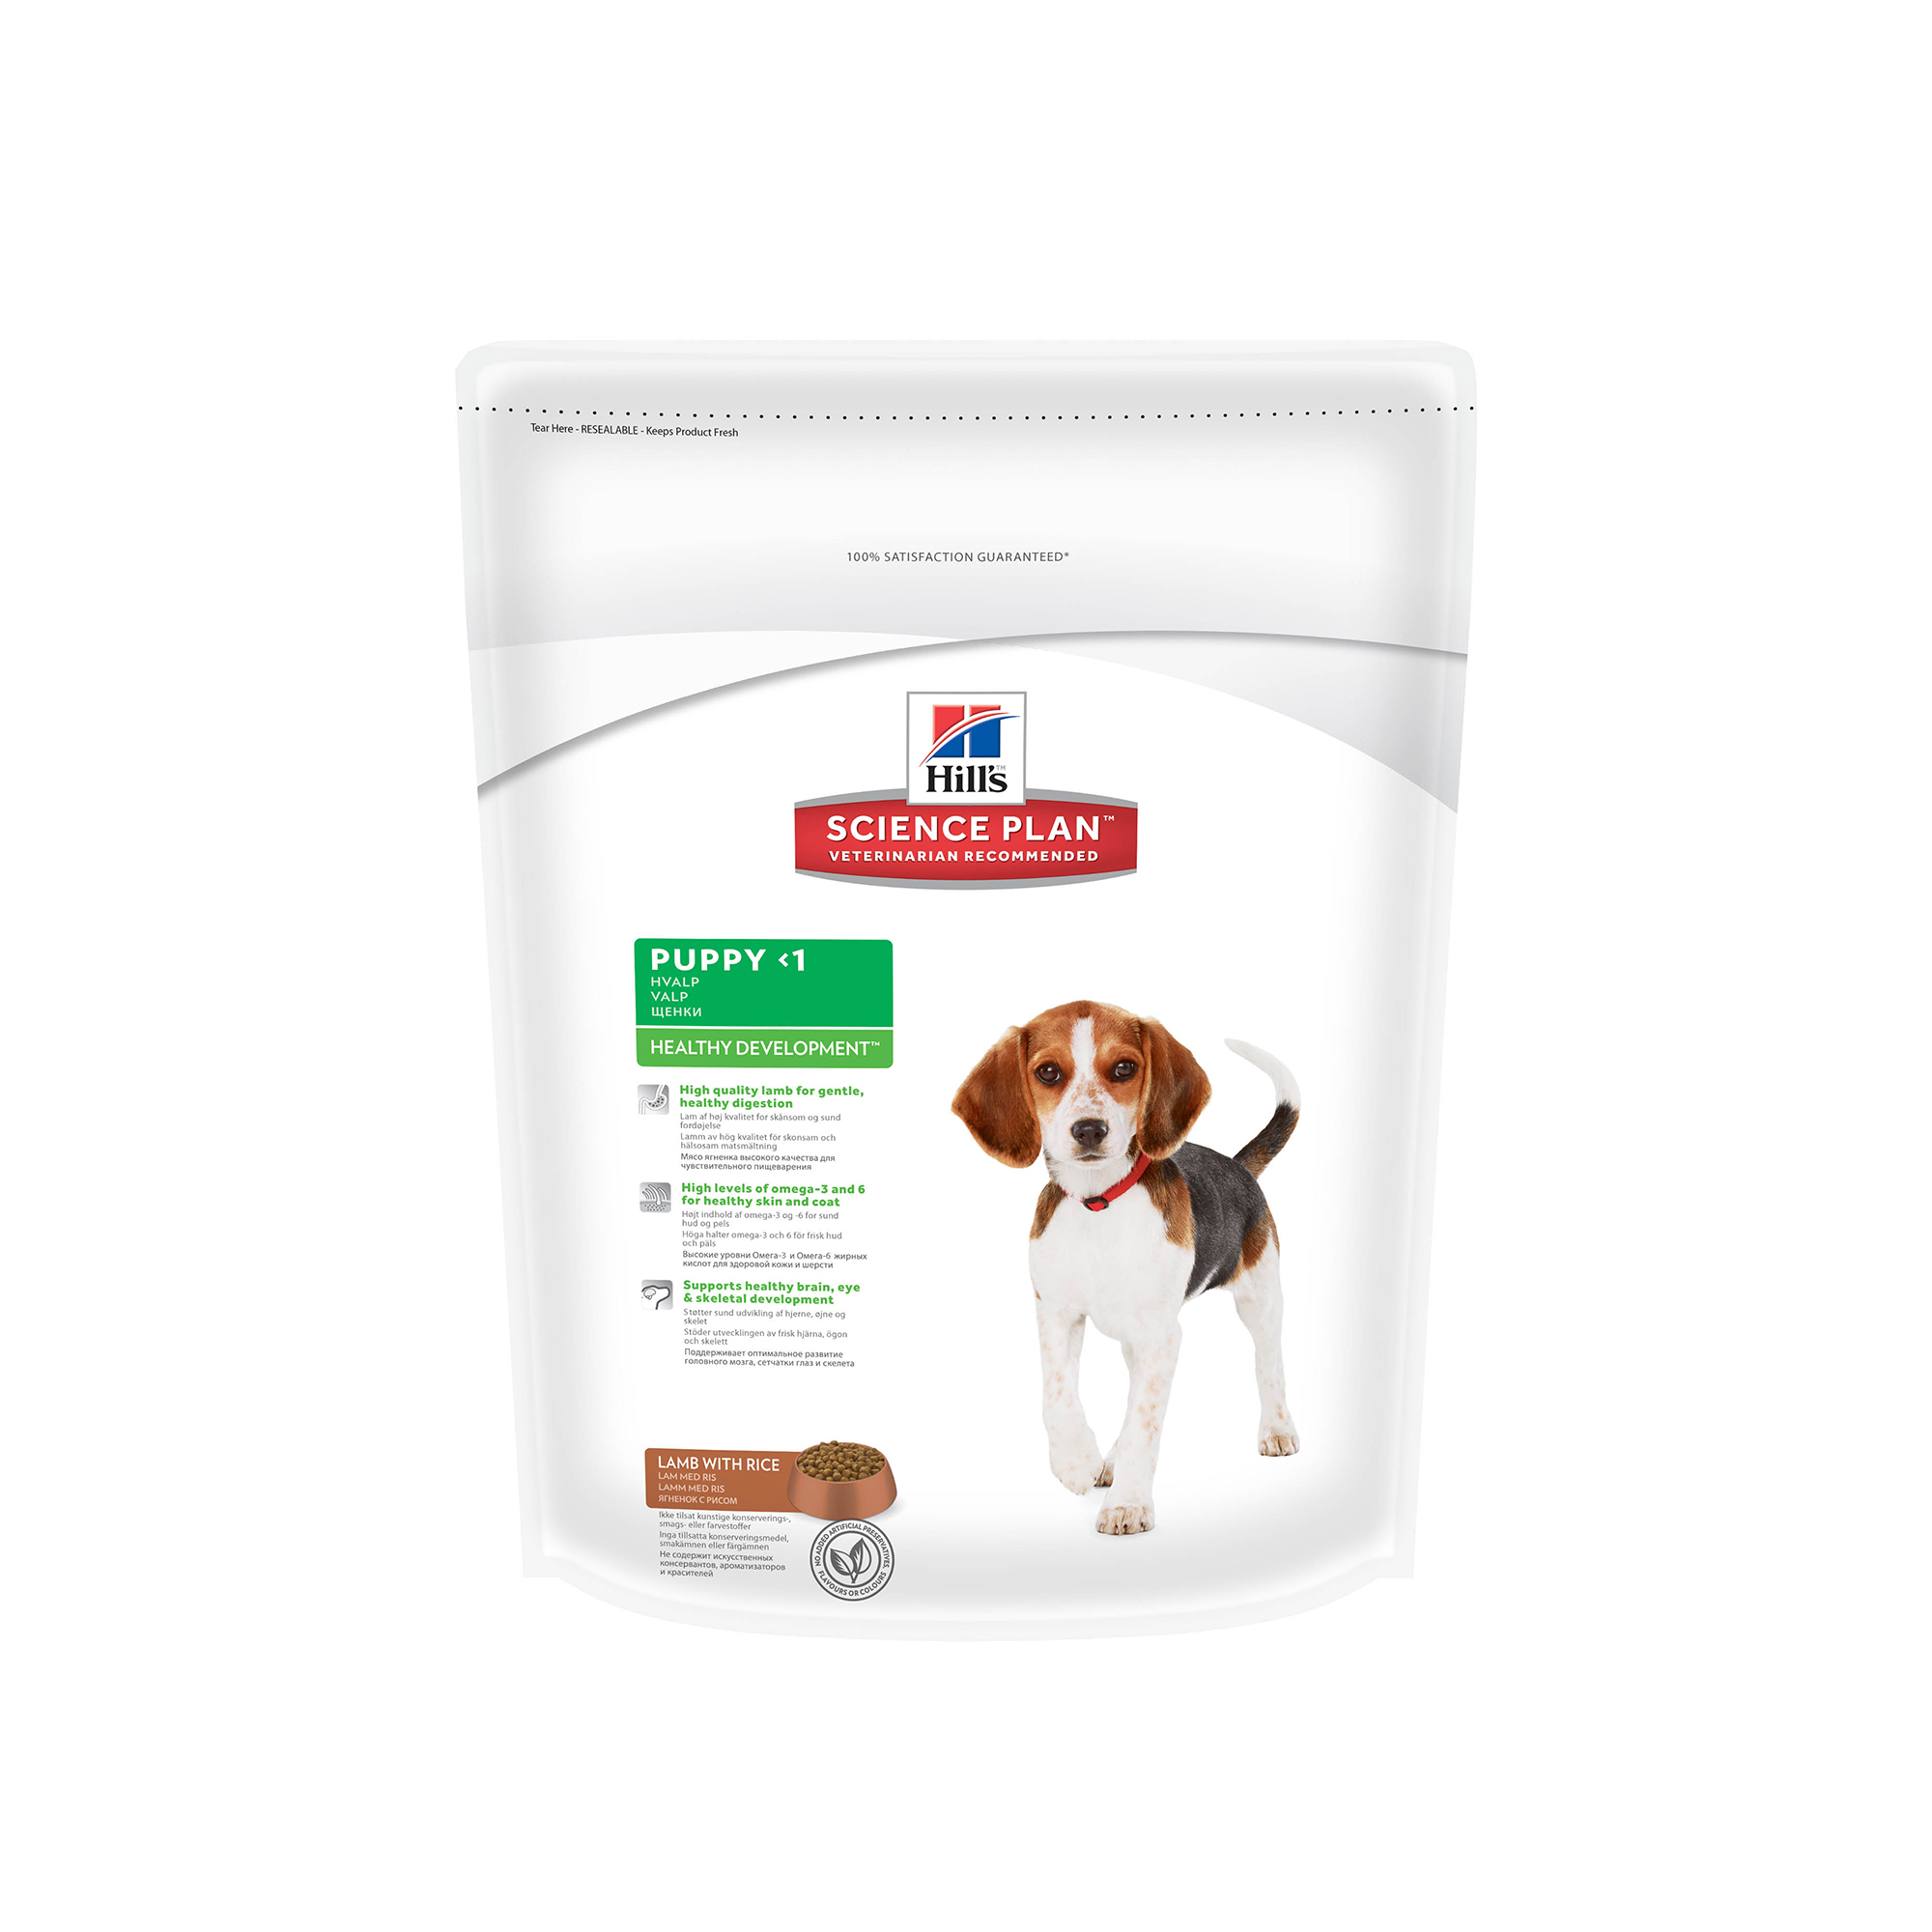 Tear Here - RESEALABLE - Keeps Product Fresh
100% SATISFACTION GUARANTEED*
Hill's™
SCIENCE PLAN™
VETERINARIAN RECOMMENDED
PUPPY <1
HVALP
VALP
ЩЕНКИ
HEALTHY DEVELOPMENT™
High quality lamb for gentle,
healthy digestion
Lam af høj kvalitet for skånsom og sund
fordøjelse
Lamm av hög kvalitet för skonsam och
hälsosam matsmältning
Мясо ягненка высокого качества для
чувствительного пищеварения
High levels of omega-3 and 6
for healthy skin and coat
Højt indhold af omega-3 og -6 for sund
hud og pels
Höga halter omega-3 och 6 för frisk hud
och päls
Высокие уровни Омега-3 и Омега-6 жирных
кислот для здоровой кожи и шерсти
Supports healthy brain, eye
& skeletal development
Støtter sund udvikling af hjerne, øjne og
skelet
Stöder utvecklingen av frisk hjärna, ögon
och skelett
Поддерживает оптимальное развитие
головного мозга, сетчатки глаз и скелета
LAMB WITH RICE
LAM MED RIS
LAMM MED RIS
ЯГНЕНОК С РИСОМ
Ikke tilsat kunstige konserverings-,
smags- eller farvestoffer
Inga tillsatta konserveringsmedel,
smakämnen eller färgämnen
Не содержит искусственных
консервантов, ароматизаторов
и красителей
NO ADDED ARTIFICIAL PRESERVATIVES,
FLAVOURS OR COLOURS